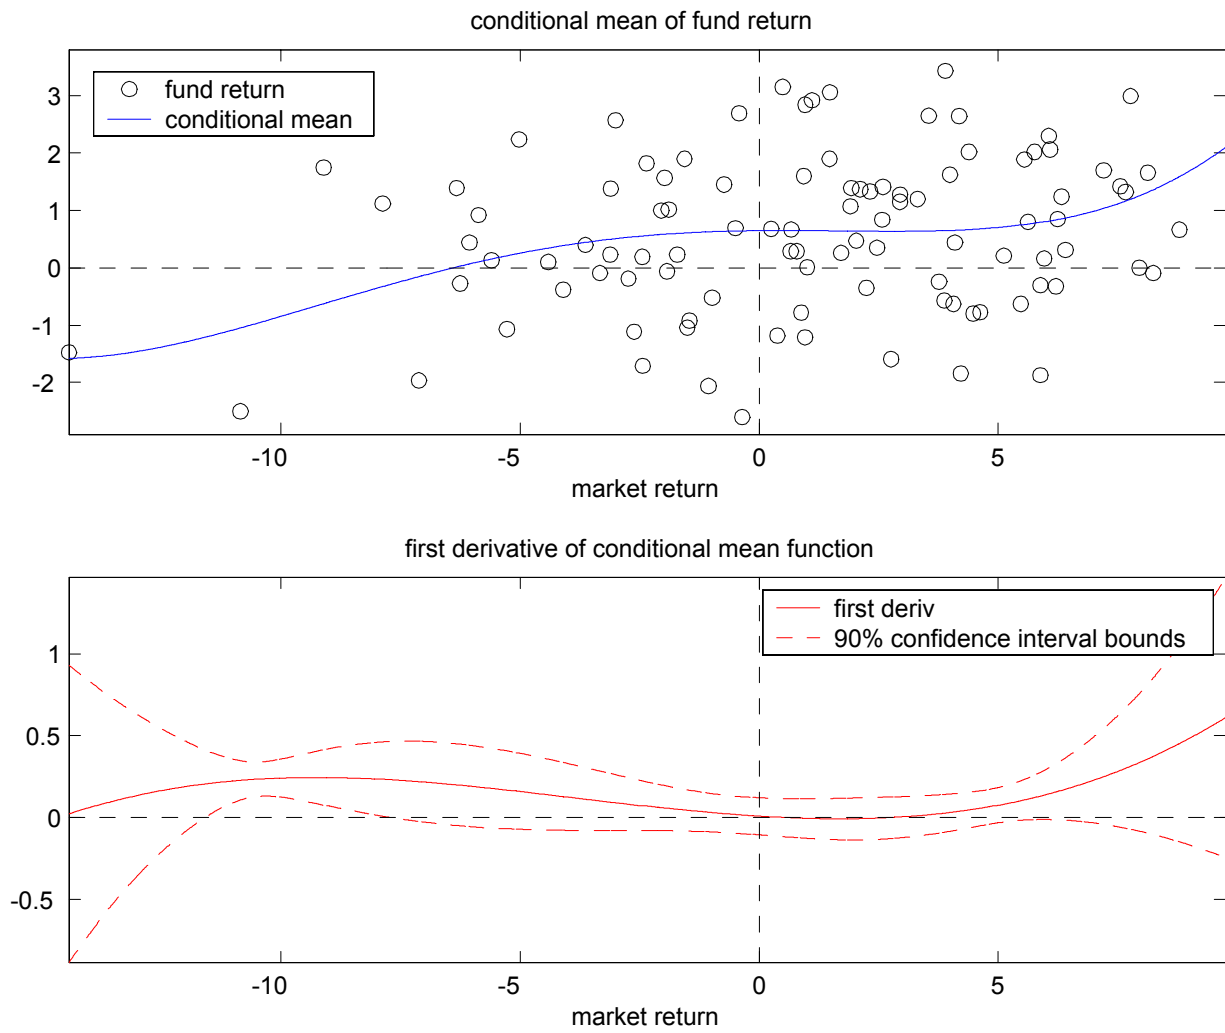 conditional mean of fund return
fund return
conditional mean
3
2
1
0
-1
-2
-10
-5
0
5
market return
first derivative of conditional mean function
first deriv
90% confidence interval bounds
1
0.5
0
-0.5
-10
-5
0
5
market return